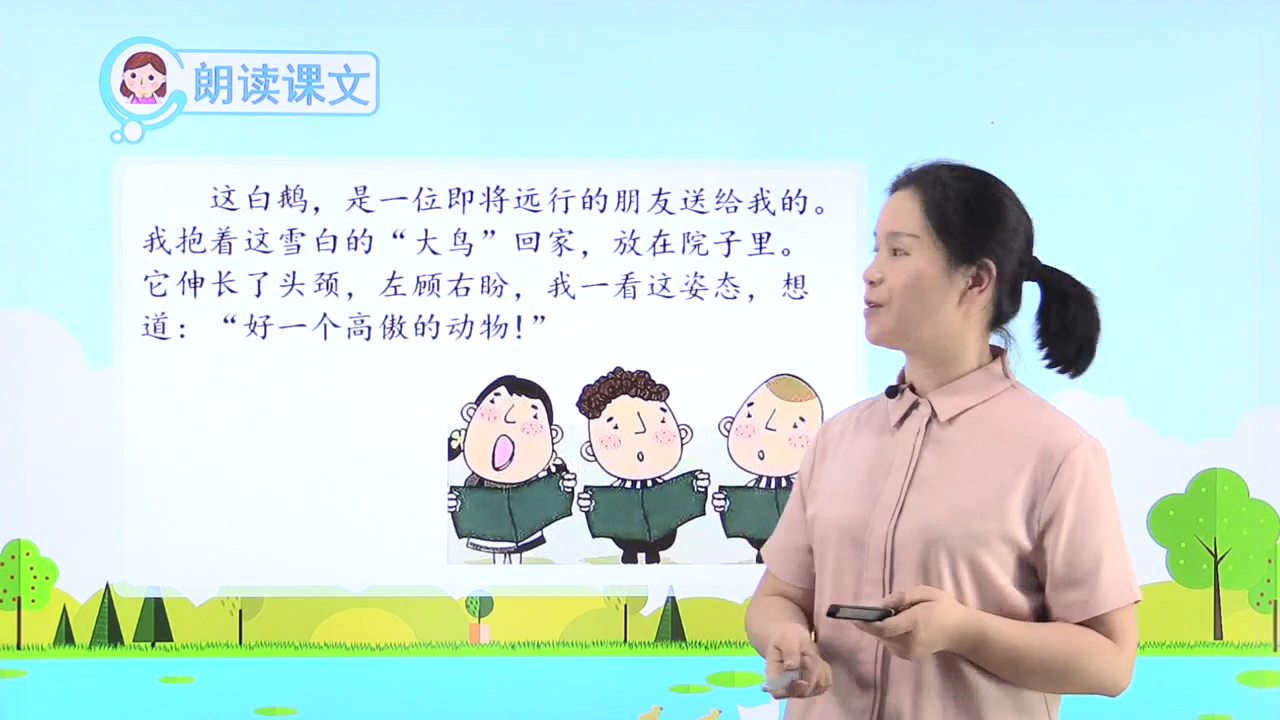 朗读课文
这白鹅，是一位即将远行的朋友送给我的。
我抱着这雪白的“大鸟”回家，放在院子里。
它伸长了头颈，左顾右盼，我一看这姿态，想
道：“好一个高傲的动物！”